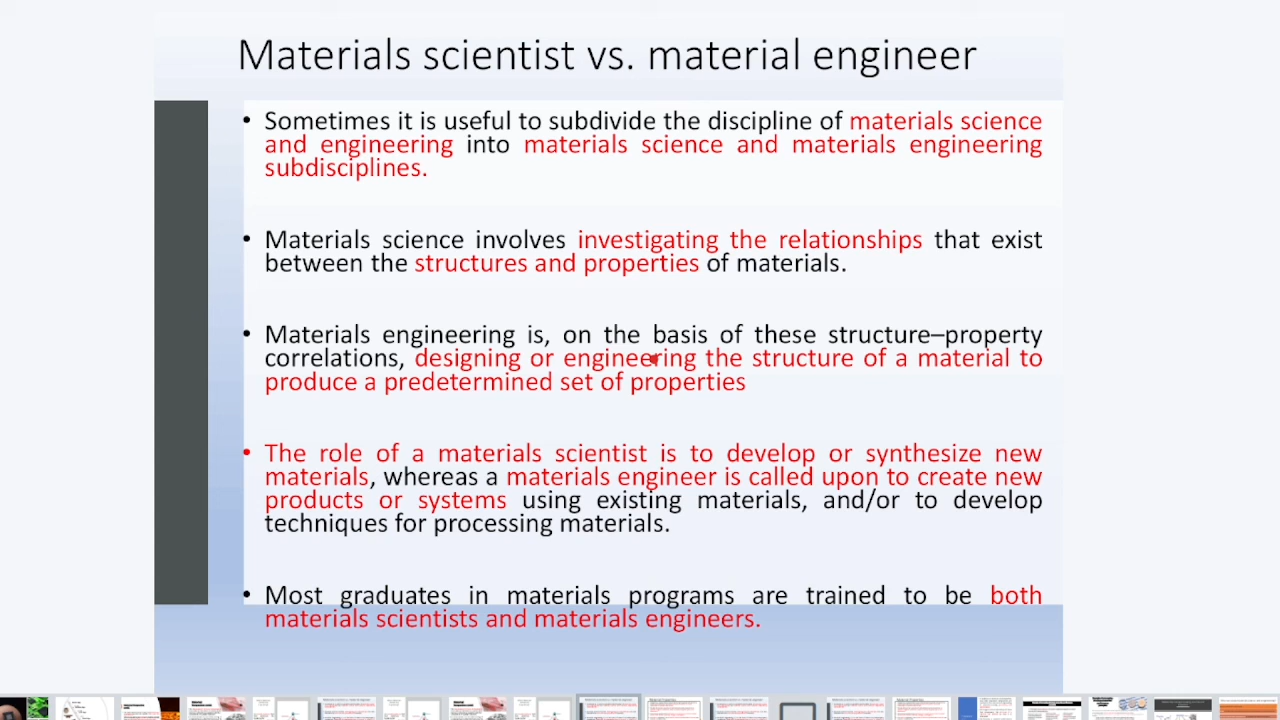 Materials scientist vs. material engineer
• Sometimes it is useful to subdivide the discipline of materials science
and engineering into materials science and materials engineering
subdisciplines.
• Materials science involves investigating the relationships that exist
between the structures and properties of materials.
• Materials engineering is, on the basis of these structure–property
correlations, designing or engineering the structure of a material to
produce a predetermined set of properties
• The role of a materials scientist is to develop or synthesize new
materials, whereas a materials engineer is called upon to create new
products or systems using existing materials, and/or to develop
techniques for processing materials.
• Most graduates in materials programs are trained to be both
materials scientists and materials engineers.